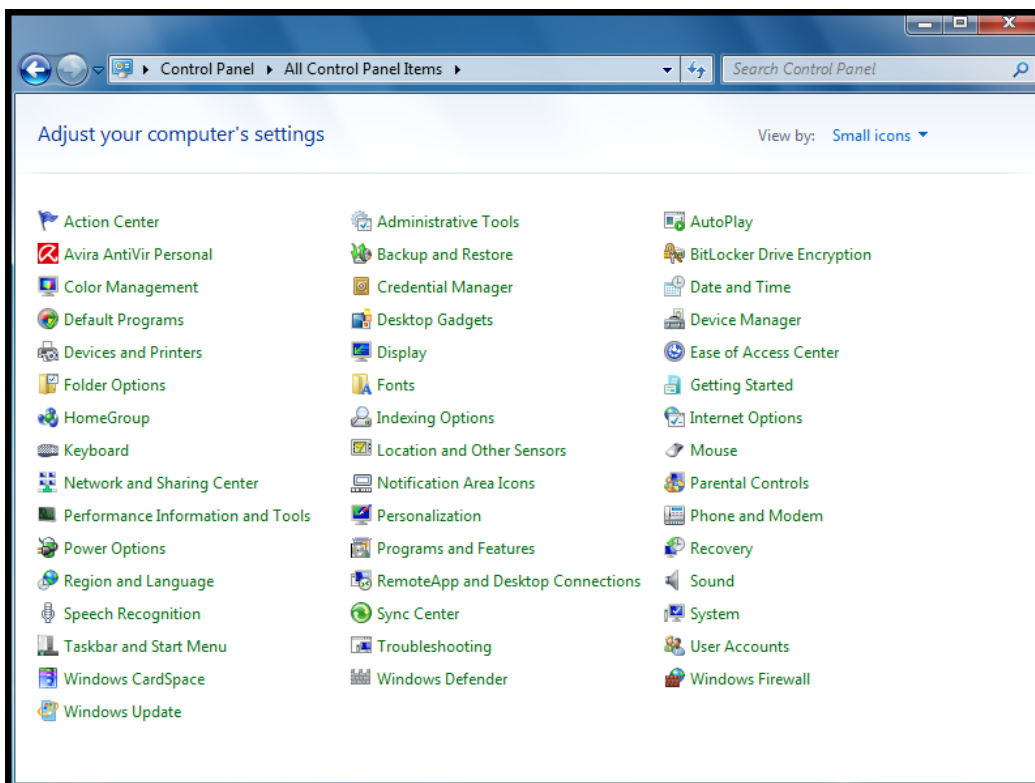 Control Panel All Control Panel Items Search Control Panel
Adjust your computer's settings View by: Small icons
Action Center Administrative Tools AutoPlay
Avira AntiVir Personal Backup and Restore BitLocker Drive Encryption
Color Management Credential Manager Date and Time
Default Programs Desktop Gadgets Device Manager
Devices and Printers Display Ease of Access Center
Folder Options Fonts Getting Started
HomeGroup Indexing Options Internet Options
Keyboard Location and Other Sensors Mouse
Network and Sharing Center Notification Area Icons Parental Controls
Performance Information and Tools Personalization Phone and Modem
Power Options Programs and Features Recovery
Region and Language RemoteApp and Desktop Connections Sound
Speech Recognition Sync Center System
Taskbar and Start Menu Troubleshooting User Accounts
Windows CardSpace Windows Defender Windows Firewall
Windows Update